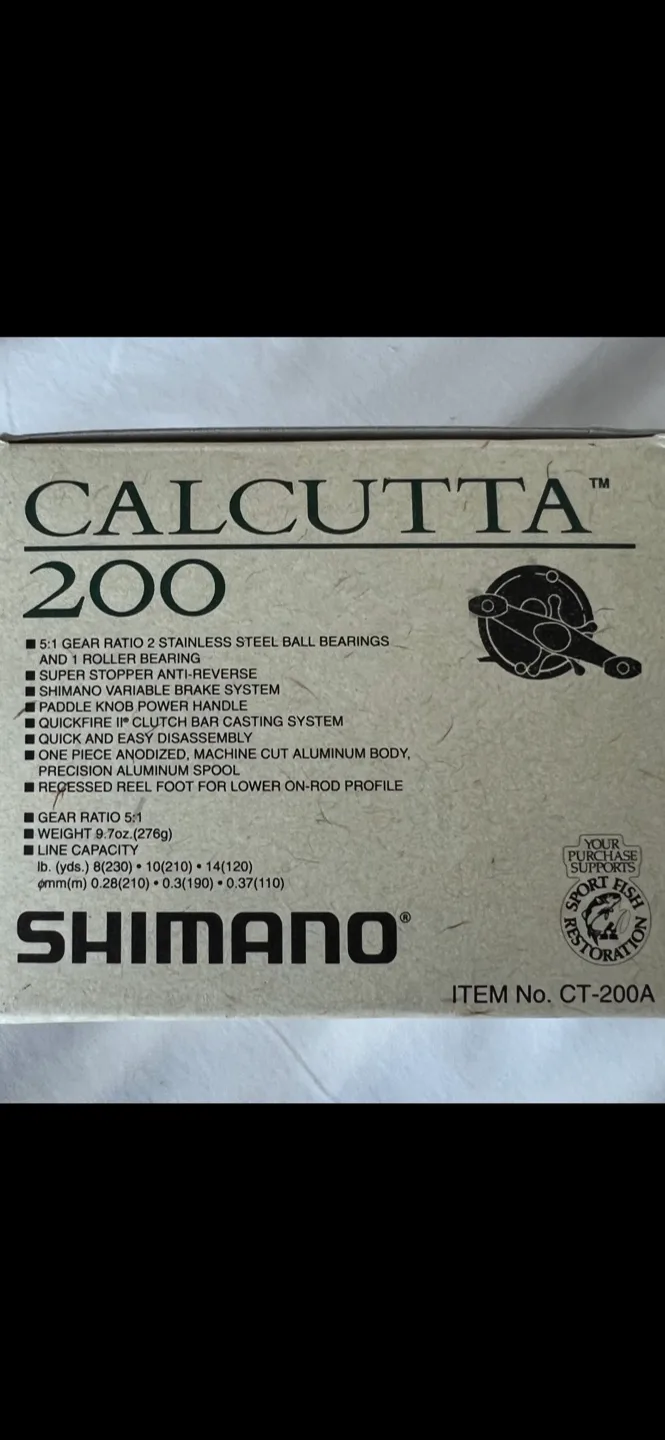 CALCUTTA™
200
■ 5:1 GEAR RATIO 2 STAINLESS STEEL BALL BEARINGS
AND 1 ROLLER BEARING
■ SUPER STOPPER ANTI-REVERSE
■ SHIMANO VARIABLE BRAKE SYSTEM
■ PADDLE KNOB POWER HANDLE
■ QUICKFIRE II® CLUTCH BAR CASTING SYSTEM
■ QUICK AND EASY DISASSEMBLY
■ ONE PIECE ANODIZED, MACHINE CUT ALUMINUM BODY,
PRECISION ALUMINUM SPOOL
■ RECESSED REEL FOOT FOR LOWER ON-ROD PROFILE
■ GEAR RATIO 5:1
■ WEIGHT 9.7oz.(276g)
■ LINE CAPACITY
lb. (yds.) 8(230) • 10(210) • 14(120)
φmm(m) 0.28(210) • 0.3(190) • 0.37(110)
YOUR
PURCHASE
SUPPORTS
SPORT FISH
RESTORATION
SHIMANO®
ITEM No. CT-200A